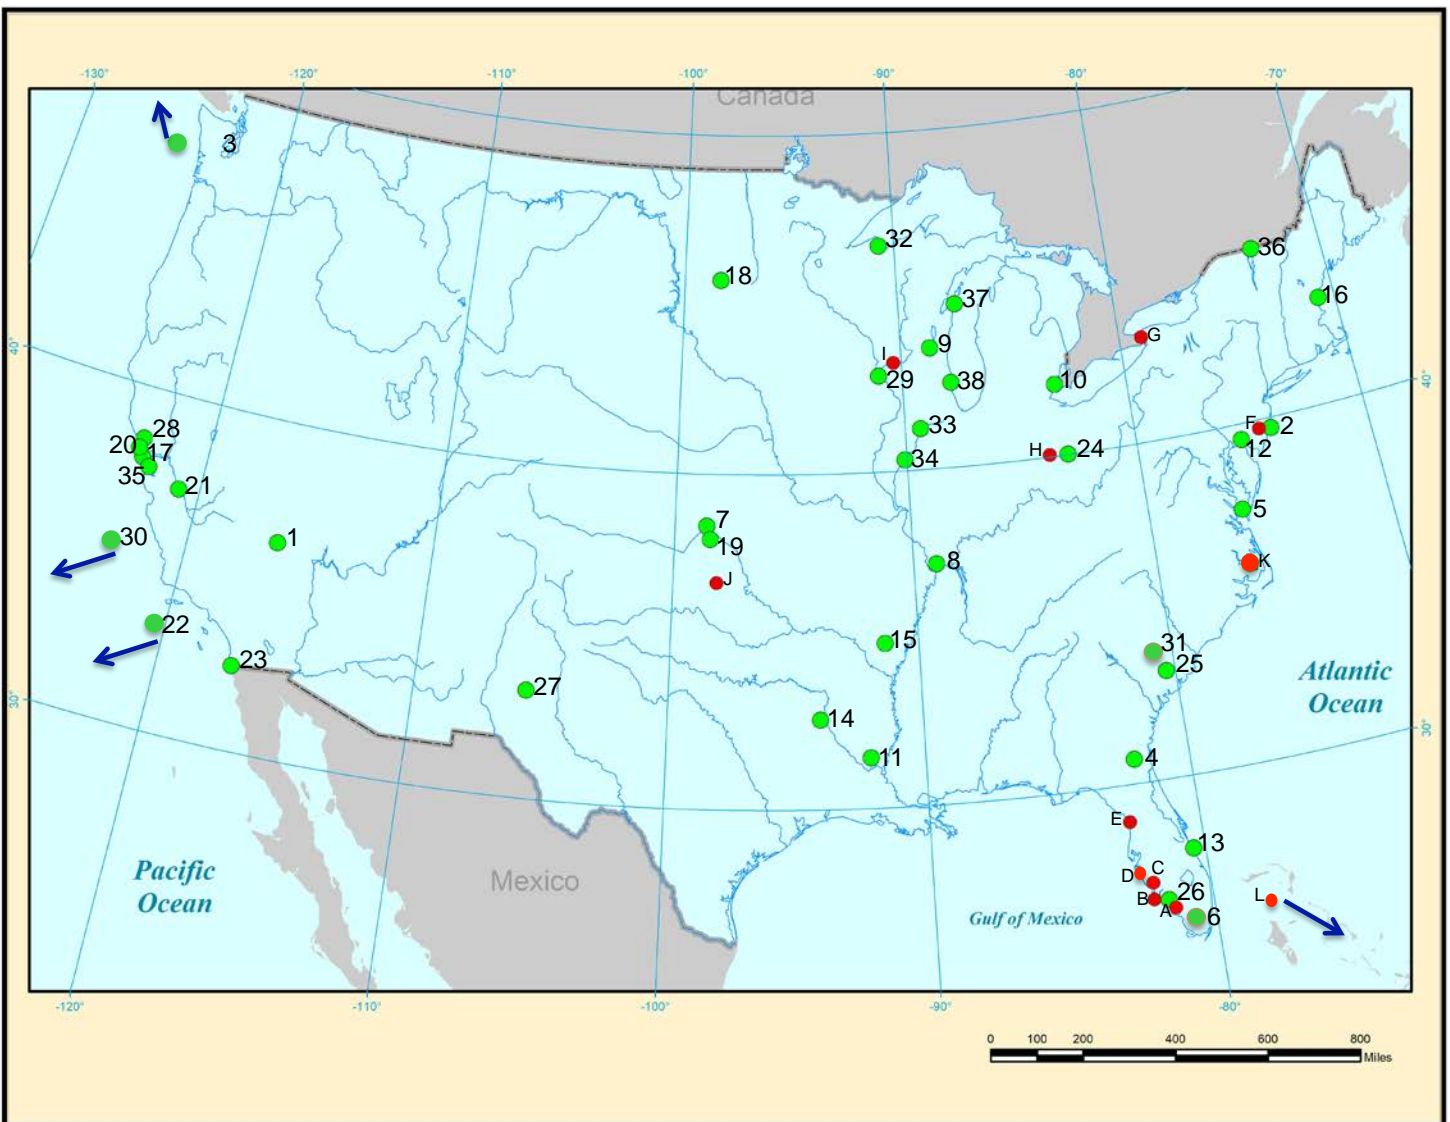 -130°
-120°
-110°
-100°
-90°
-80°
-70°
Canada
3
32
36
18
37
16
G
40°
I
9
29
38
10
40°
28
20
17
35
21
33
34
H
24
F
2
12
30
1
7
19
5
J
8
K
22
23
15
31
25
Atlantic
Ocean
27
30°
14
11
4
30°
E
13
Pacific
Ocean
Mexico
D
C
B
26
A
6
L
Gulf of Mexico
-120°
-110°
-100°
-90°
-80°
0 100 200 400 600 800
Miles